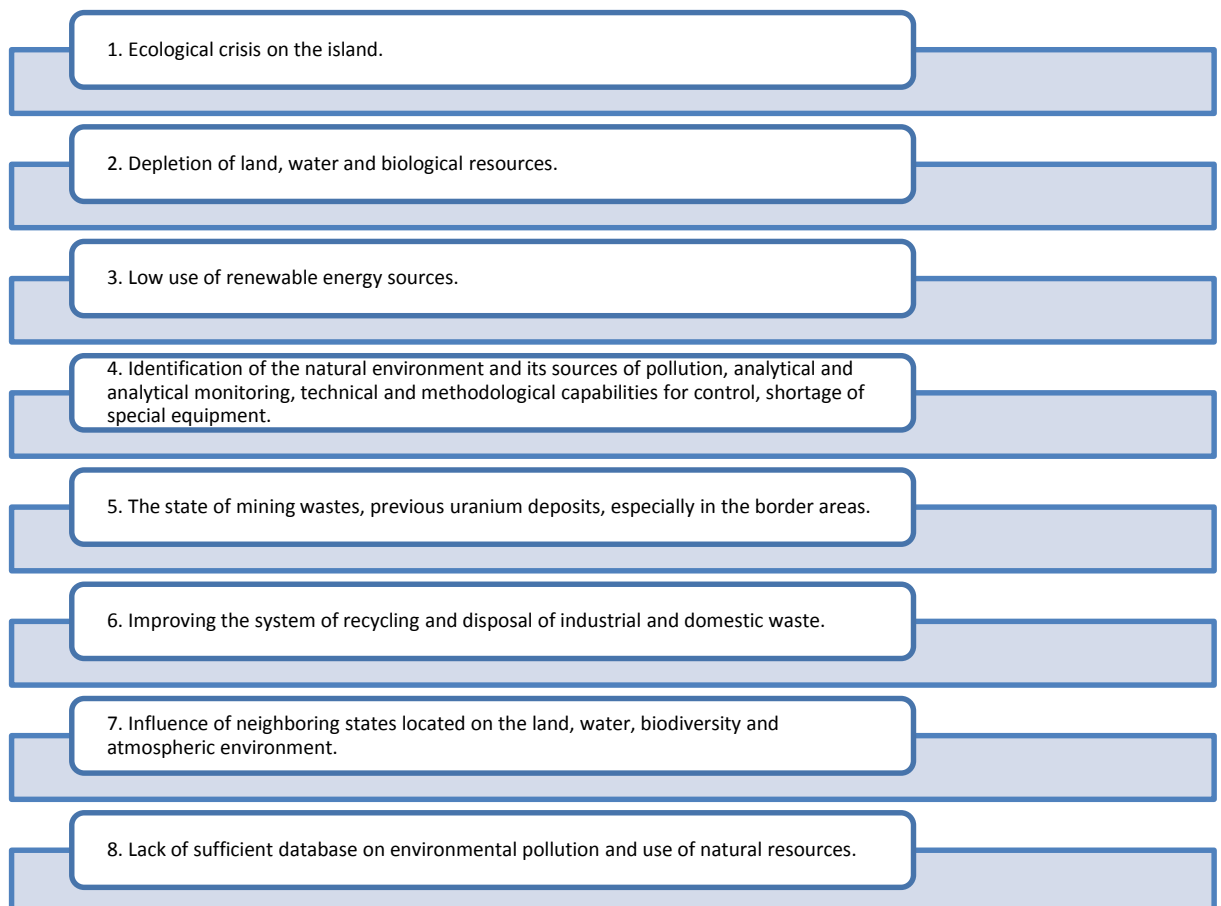 1. Ecological crisis on the island.
2. Depletion of land, water and biological resources.
3. Low use of renewable energy sources.
4. Identification of the natural environment and its sources of pollution, analytical and
analytical monitoring, technical and methodological capabilities for control, shortage of
special equipment.
5. The state of mining wastes, previous uranium deposits, especially in the border areas.
6. Improving the system of recycling and disposal of industrial and domestic waste.
7. Influence of neighboring states located on the land, water, biodiversity and
atmospheric environment.
8. Lack of sufficient database on environmental pollution and use of natural resources.